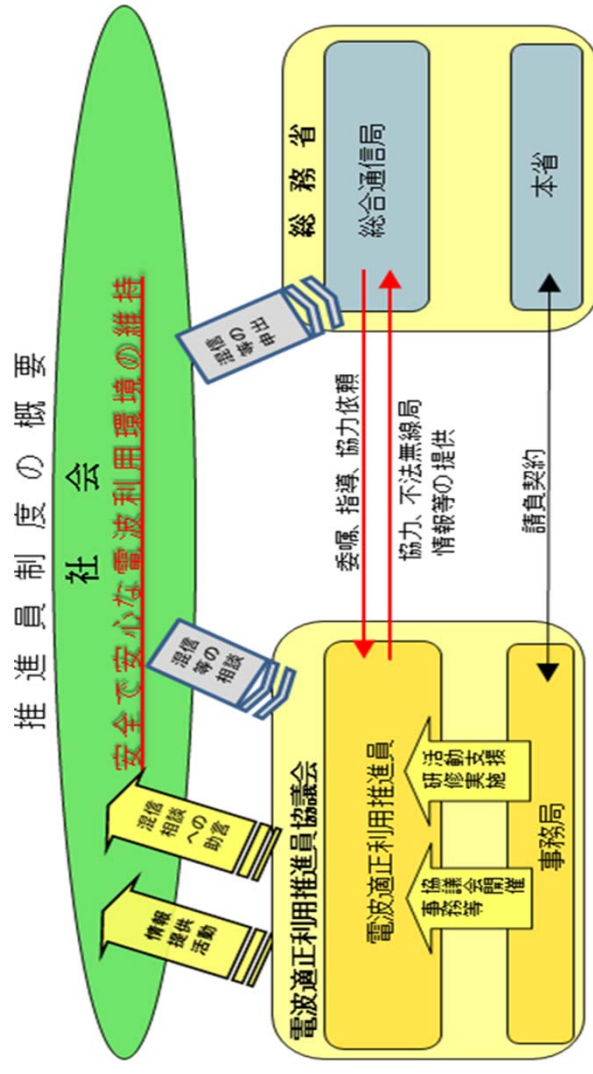 推進員制度の概要
社会
安全で安心な電波利用環境の維持
情報
提供
活動
混信
相談
への
助言
混信
等の
相談
混信
等の
申出
電波適正利用推進員協議会
電波適正利用推進員
協議会開催
事務等
活動支援
研修実施
事務局
委嘱、指導、協力依頼
協力、不法無線局
情報等の提供
請負契約
総務省
総合通信局
本省